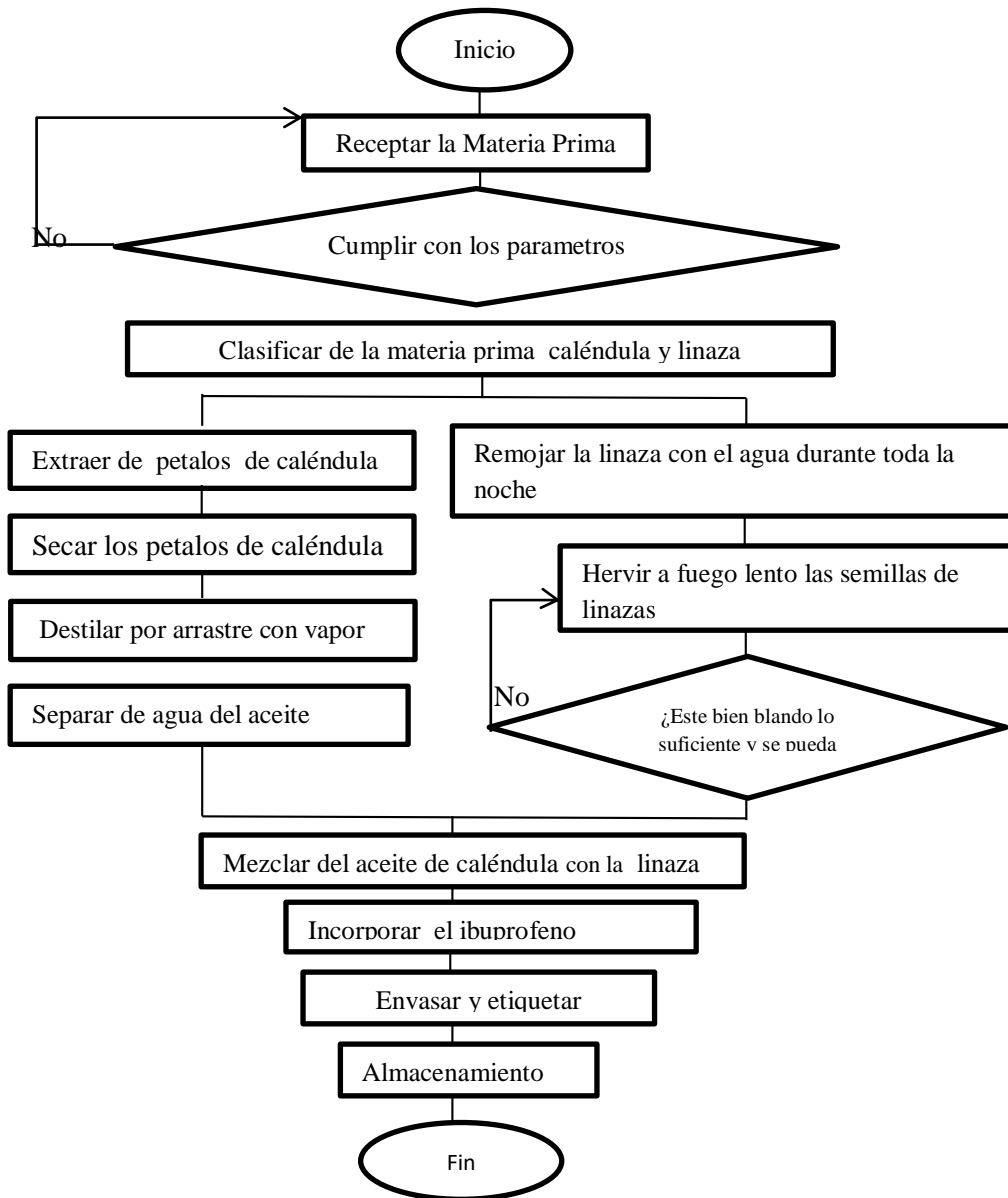 Inicio
Receptar la Materia Prima
No
Cumplir con los parametros
Clasificar de la materia prima caléndula y linaza
Extraer de petalos de caléndula
Secar los petalos de caléndula
Destilar por arrastre con vapor
Separar de agua del aceite
Remojar la linaza con el agua durante toda la
noche
Hervir a fuego lento las semillas de
linazas
No
¿Este bien blando lo
suficiente y se pueda
Mezclar del aceite de caléndula con la linaza
Incorporar el ibuprofeno
Envasar y etiquetar
Almacenamiento
Fin